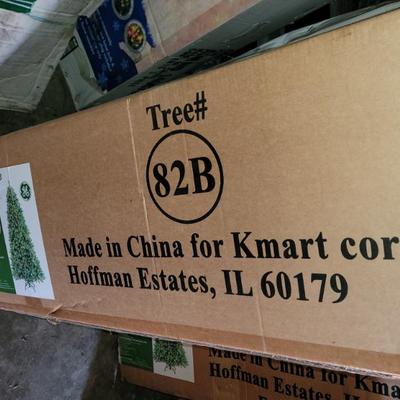 Tree#
82B
Made in China for Kmart cor
Hoffman Estates, IL 60179
Made in China for Kma
Hoffman Estates, I